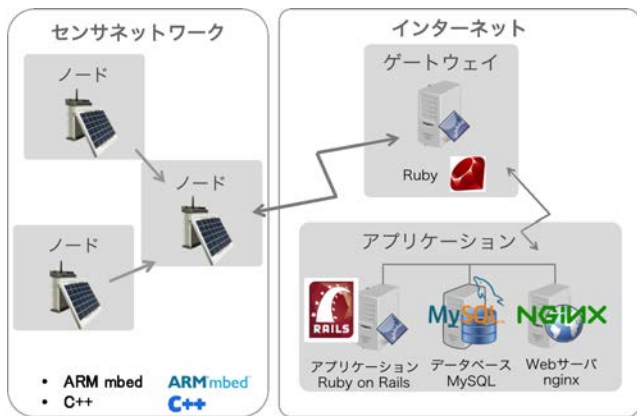 センサネットワーク
ノード
ノード
ノード
• ARM mbed
ARM mbed
• C++
C++
インターネット
ゲートウェイ
Ruby
アプリケーション
RAILS
MySQL
NGINX
アプリケーション
Ruby on Rails
データベース
MySQL
Webサーバ
nginx